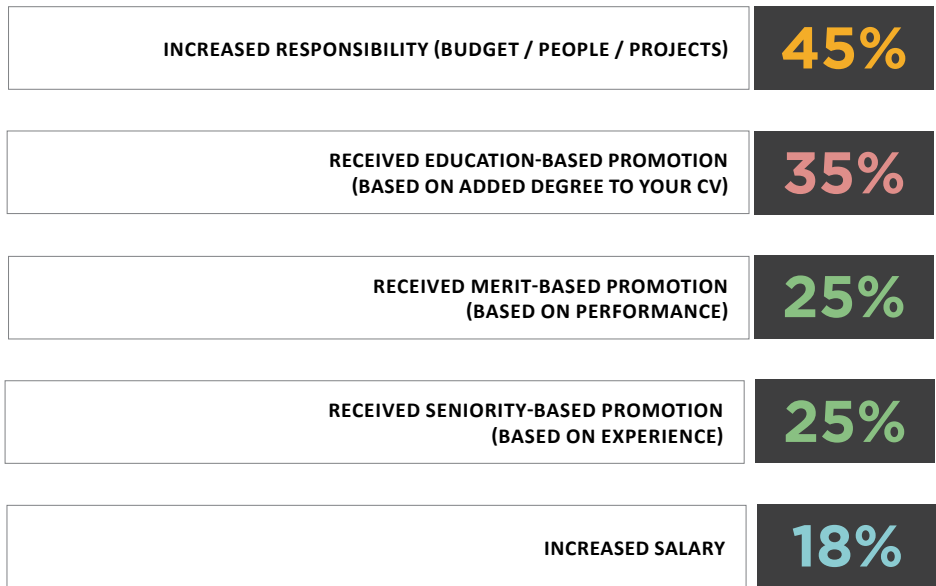 INCREASED RESPONSIBILITY (BUDGET / PEOPLE / PROJECTS)
45%
RECEIVED EDUCATION-BASED PROMOTION
(BASED ON ADDED DEGREE TO YOUR CV)
35%
RECEIVED MERIT-BASED PROMOTION
(BASED ON PERFORMANCE)
25%
RECEIVED SENIORITY-BASED PROMOTION
(BASED ON EXPERIENCE)
25%
INCREASED SALARY
18%